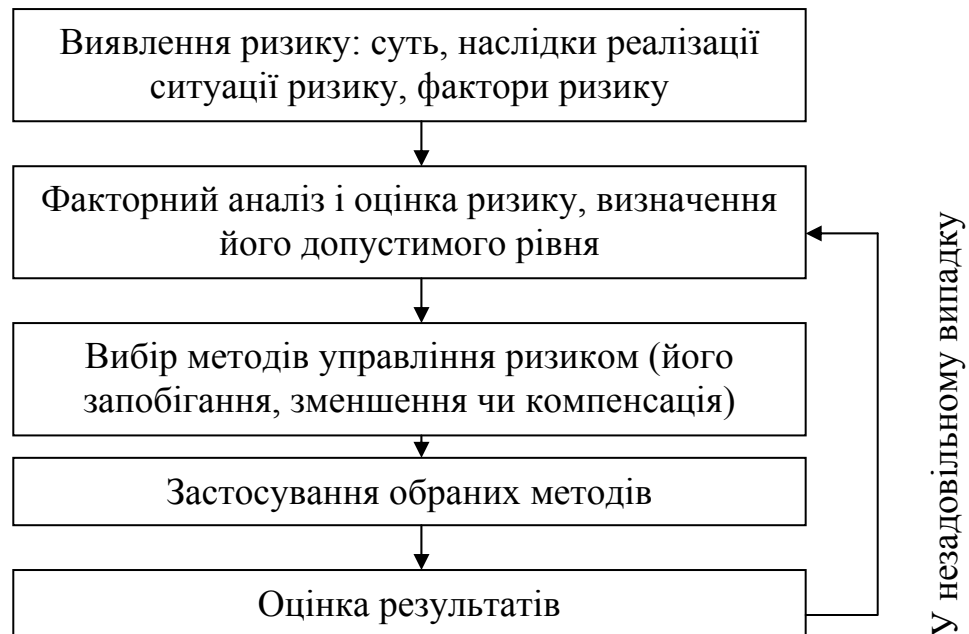 Виявлення ризику: суть, наслідки реалізації
ситуації ризику, фактори ризику
Факторний аналіз і оцінка ризику, визначення
його допустимого рівня
Вибір методів управління ризиком (його
запобігання, зменшення чи компенсація)
Застосування обраних методів
Оцінка результатів
У незадовільному випадку